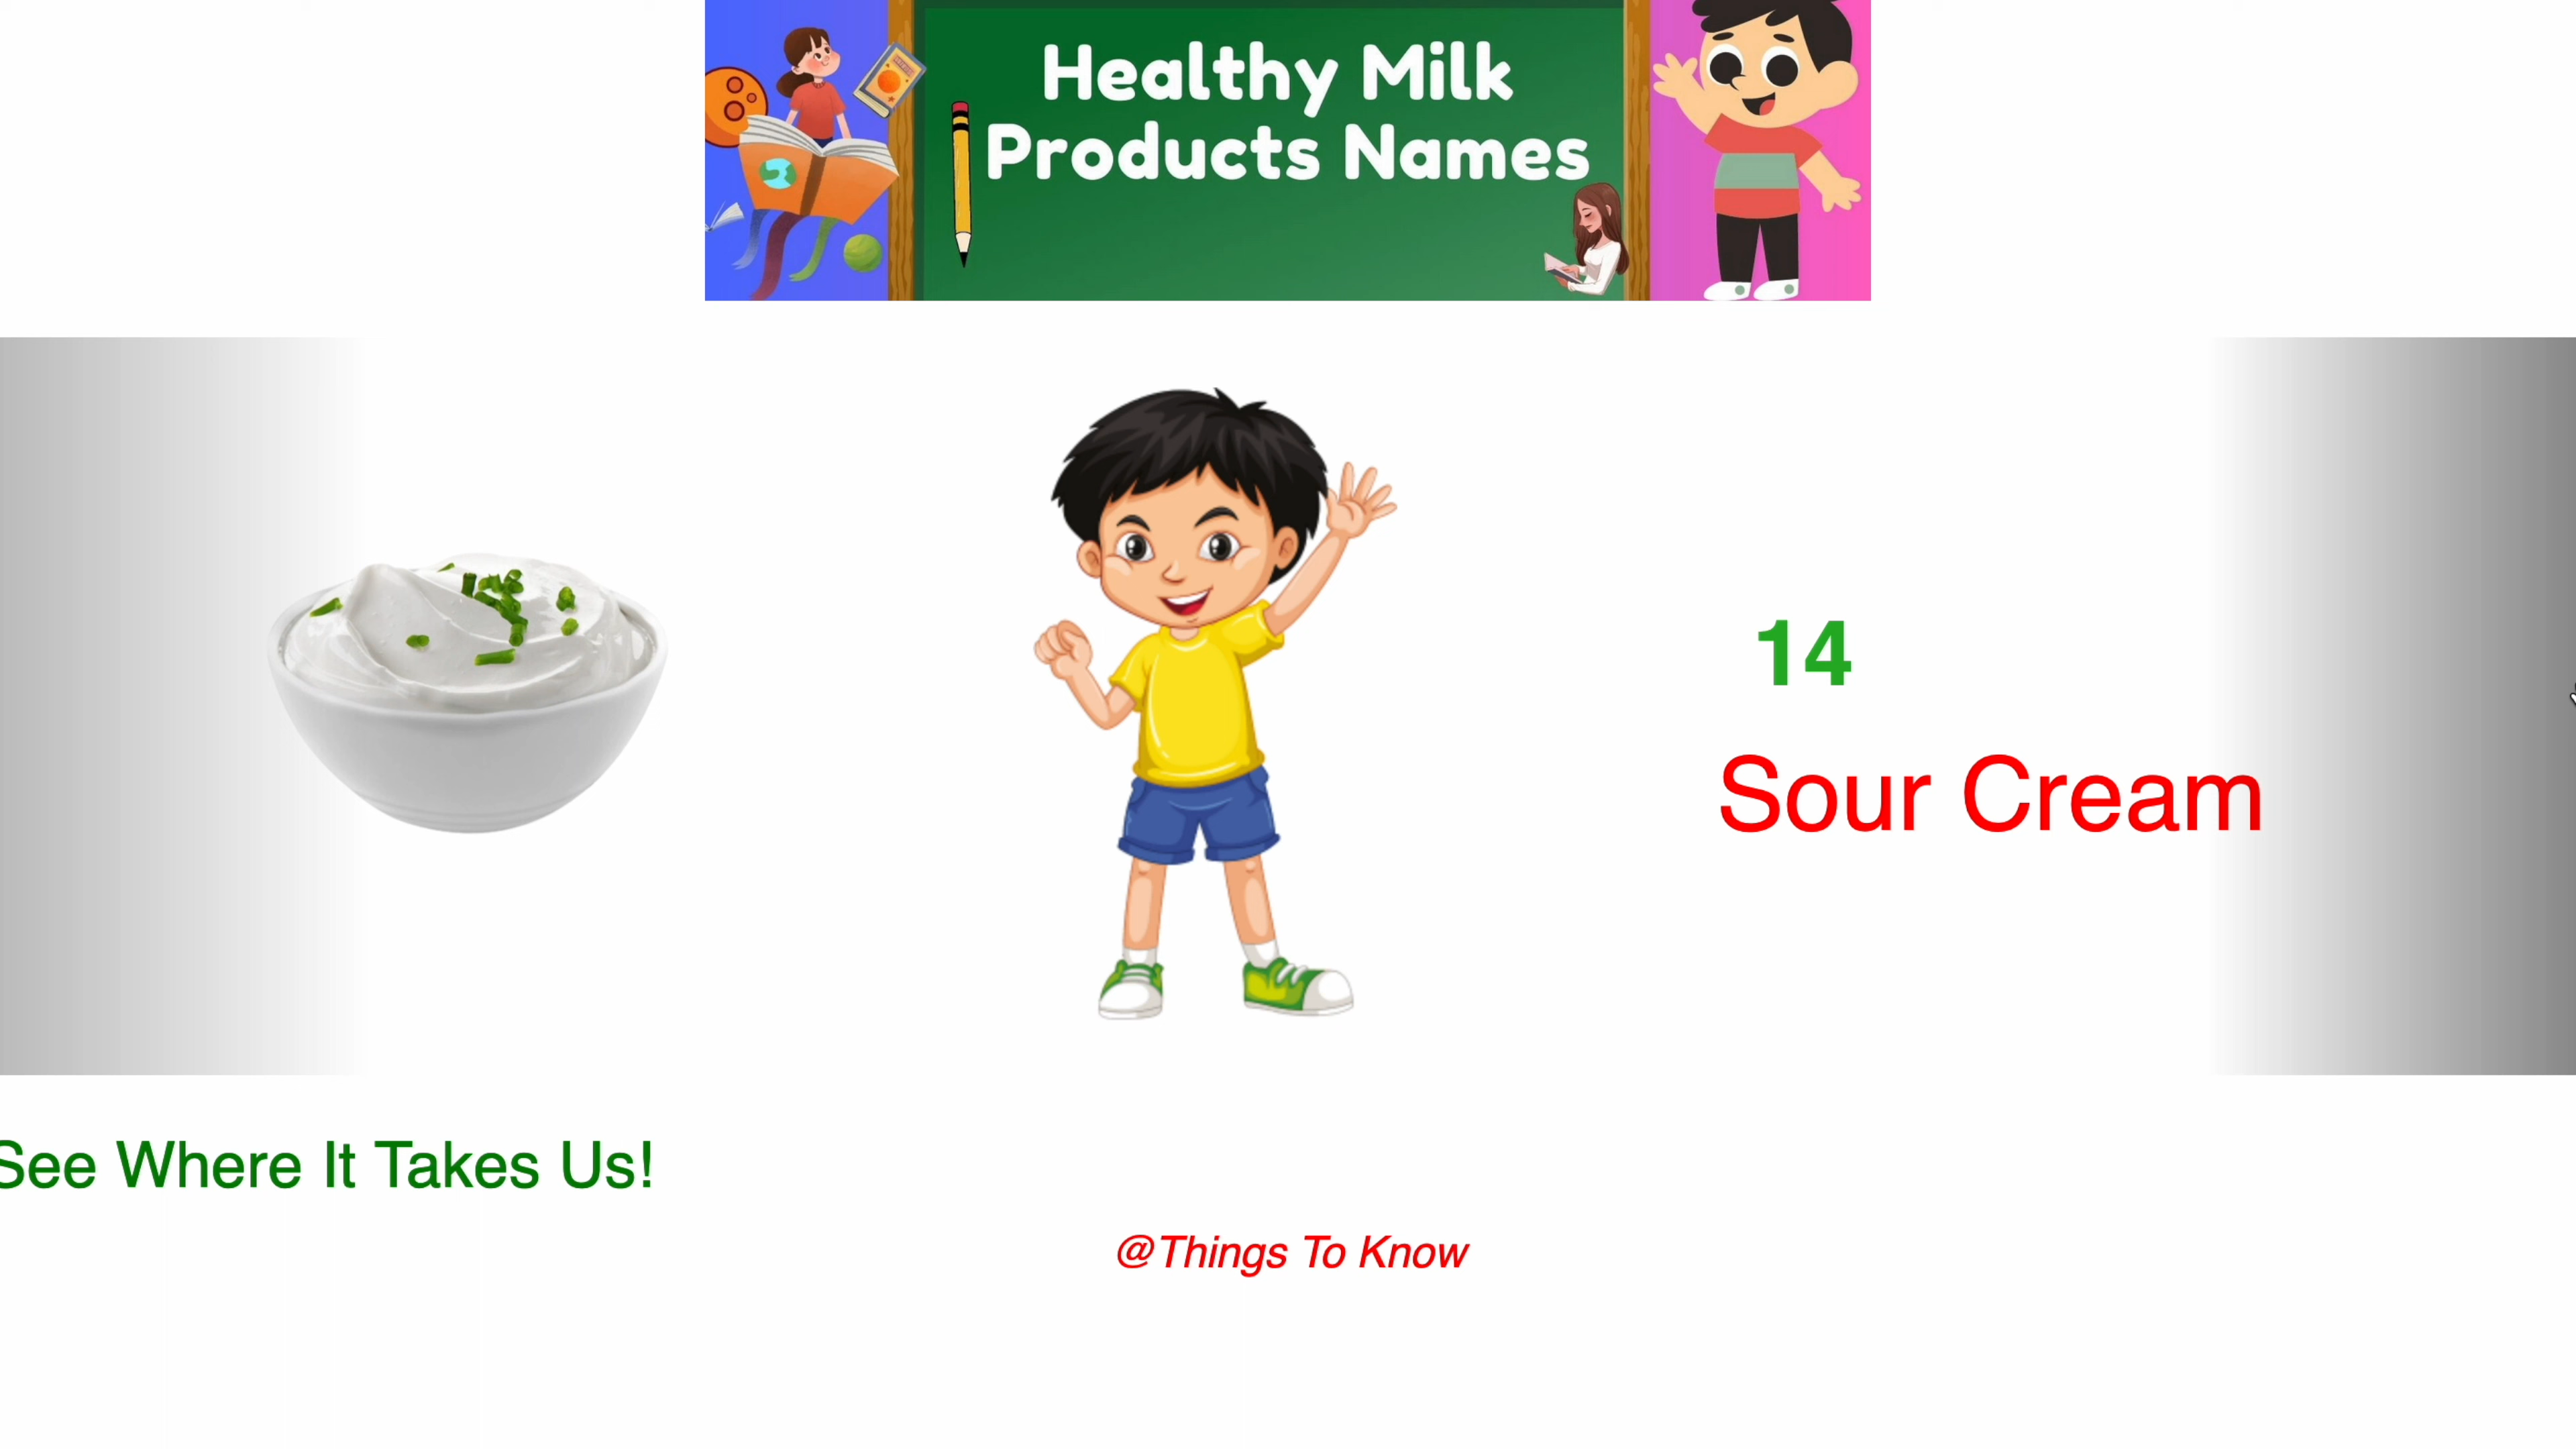 Healthy Milk
Products Names
14
Sour Cream
See Where It Takes Us!
@Things To Know